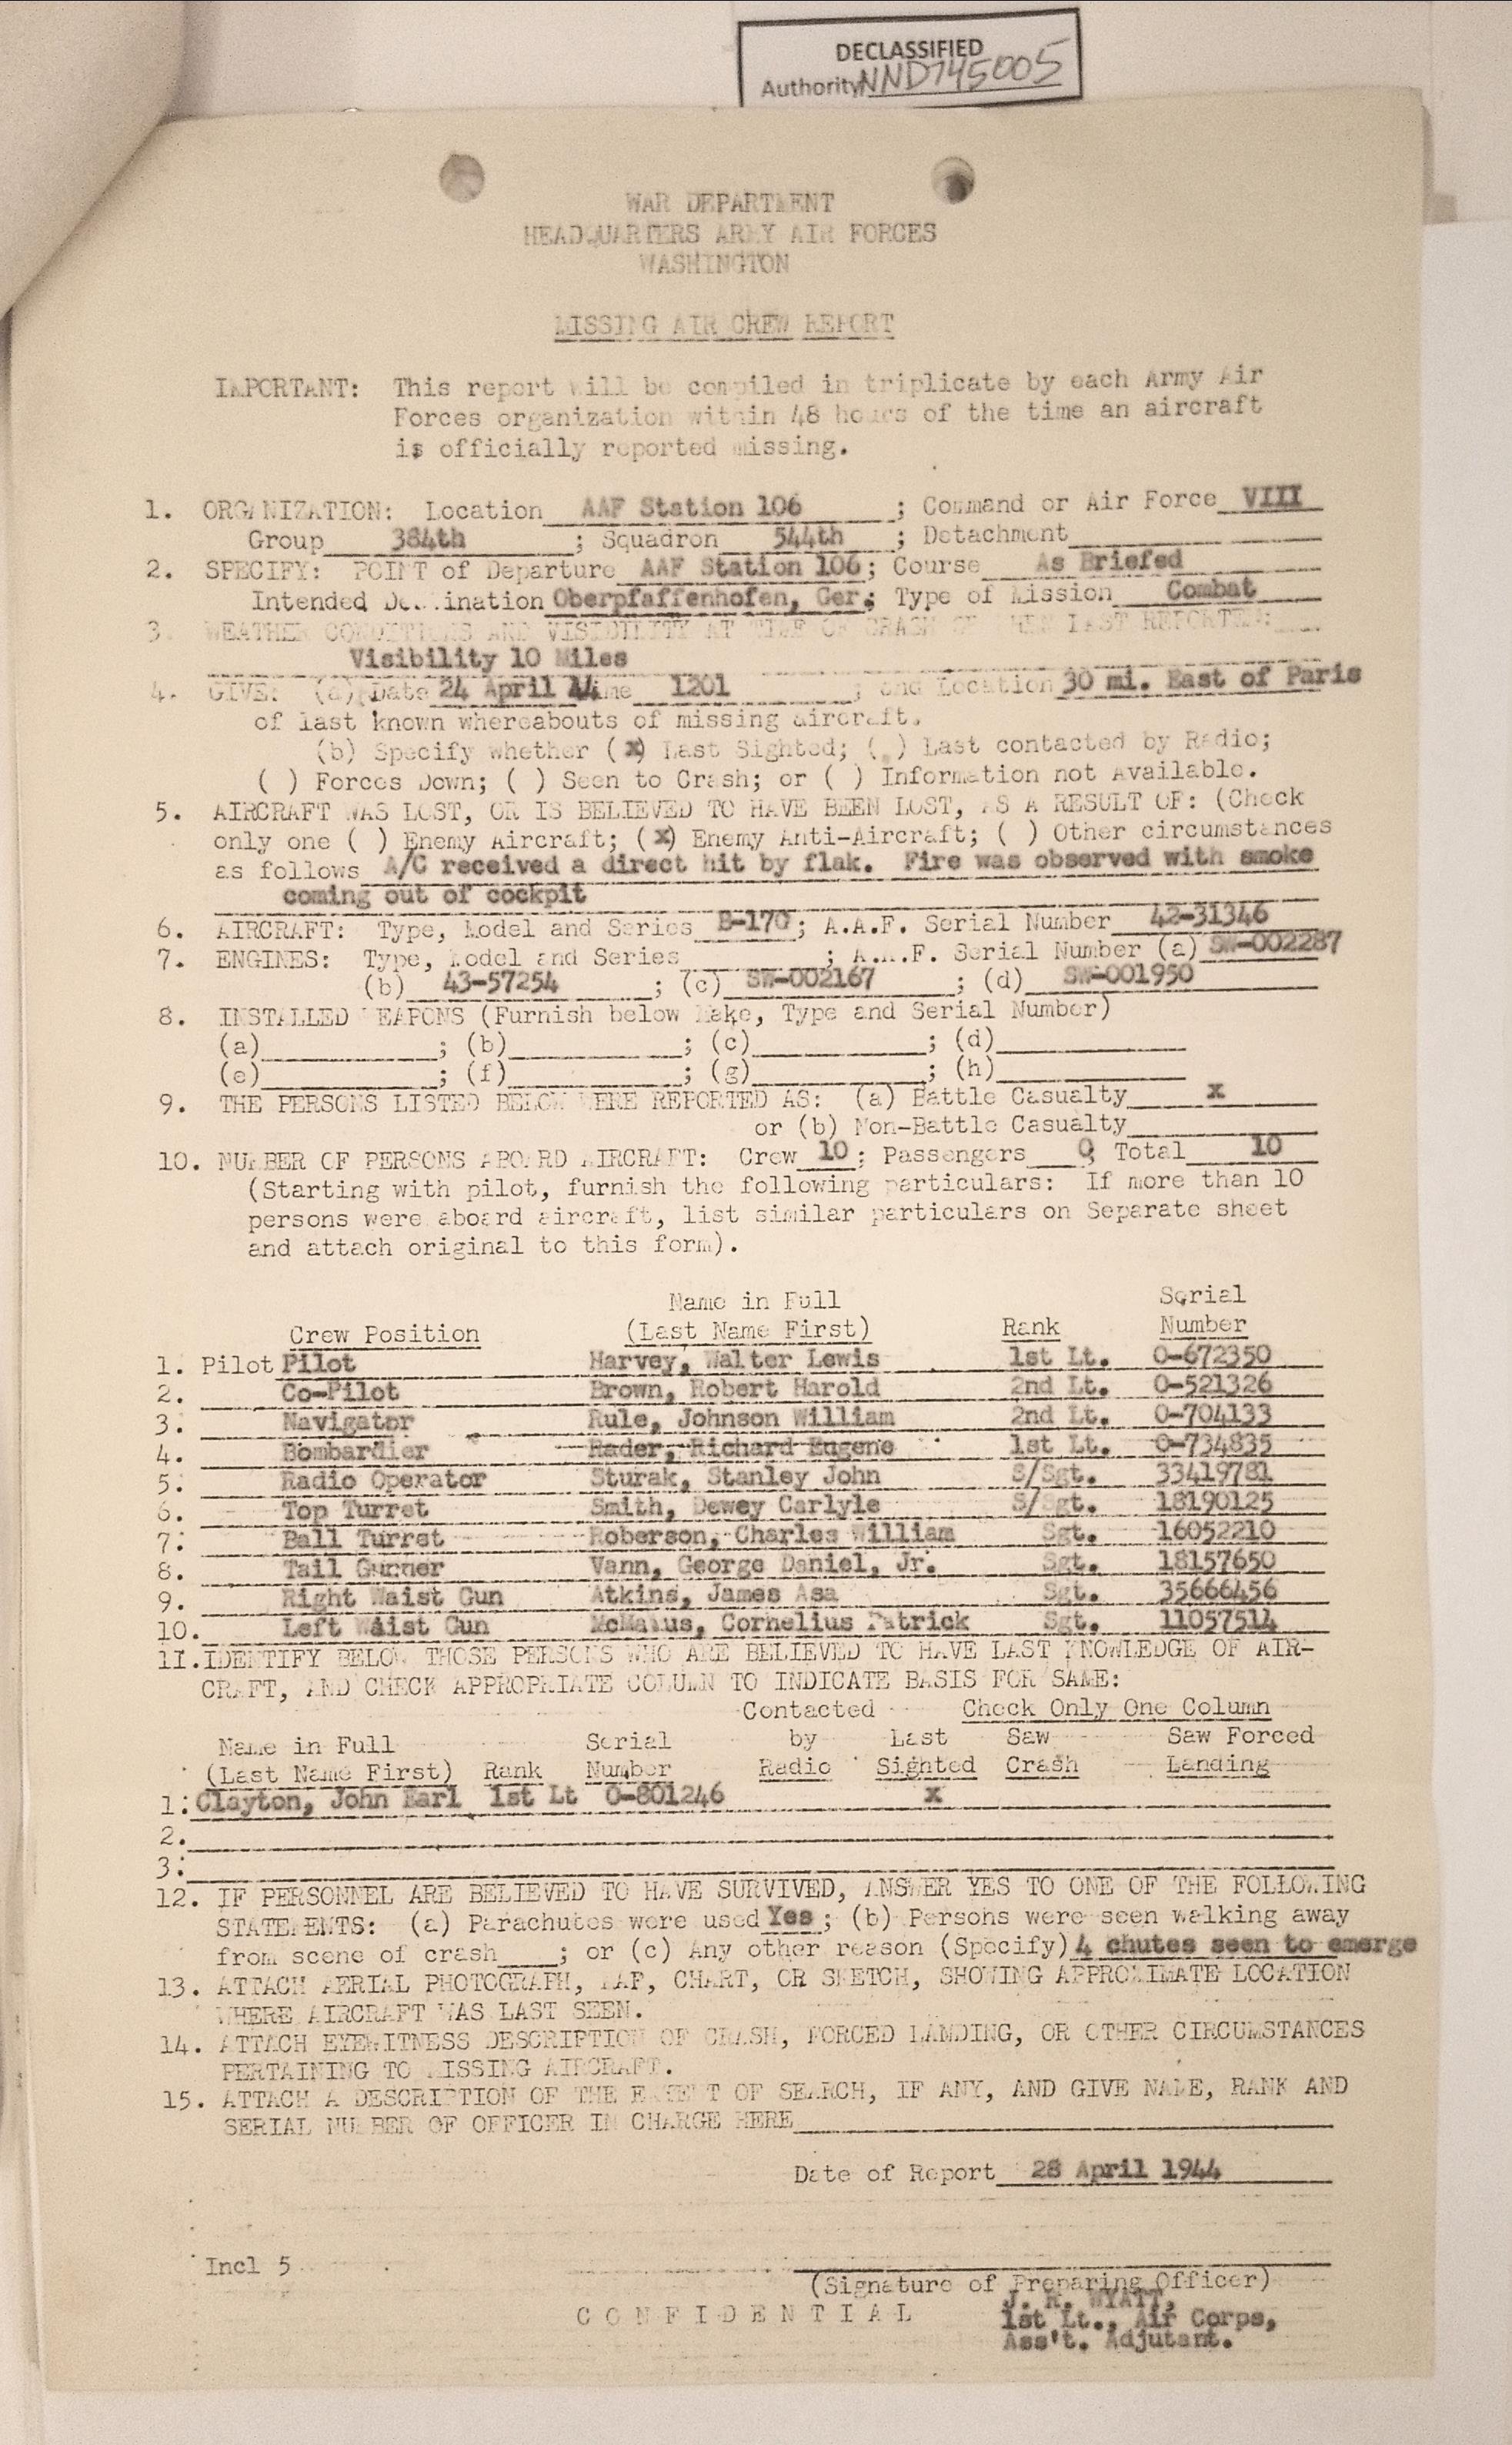 DECLASSIFIED
Authority NND745005
WAR DEPARTMENT
HEADQUARTERS ARMY AIR FORCES
WASHINGTON
MISSING AIR CREW REPORT
IMPORTANT: This report will be compiled in triplicate by each Army Air
Forces organization within 48 hours of the time an aircraft
is officially reported missing.
1. ORGANIZATION: Location AAF Station 106 ; Command or Air Force VIII
Group 384th ; Squadron 544th ; Detachment
2. SPECIFY: POINT of Departure AAF Station 106; Course As Briefed
Intended Destination Oberpfaffenhofen, Ger.; Type of Mission Combat
3. WEATHER CONDITIONS AND VISIBILITY AT TIME OF CRASH OR WHEN LAST REPORTED:
Visibility 10 Miles
4. GIVE: (a) Date 24 April 44 Time 1201 ; and Location 30 mi. East of Paris
of last known whereabouts of missing aircraft.
(b) Specify whether (x) Last Sighted; ( ) Last contacted by Radio;
( ) Forces Down; ( ) Seen to Crash; or ( ) Information not Available.
5. AIRCRAFT WAS LOST, OR IS BELIEVED TO HAVE BEEN LOST, AS A RESULT OF: (Check
only one ( ) Enemy Aircraft; (x) Enemy Anti-Aircraft; ( ) Other circumstances
as follows A/C received a direct hit by flak. Fire was observed with smoke
coming out of cockpit
6. AIRCRAFT: Type, Model and Series B-17G; A.A.F. Serial Number 42-31346
7. ENGINES: Type, Model and Series ; A.A.F. Serial Number (a) SW-002287
(b) 43-57254 ; (c) SW-002167 ; (d) SW-001950
8. INSTALLED WEAPONS (Furnish below Make, Type and Serial Number)
(a) ; (b) ; (c) ; (d)
(e) ; (f) ; (g) ; (h)
9. THE PERSONS LISTED BELOW WERE REPORTED AS: (a) Battle Casualty x
or (b) Non-Battle Casualty
10. NUMBER OF PERSONS ABOARD AIRCRAFT: Crew 10; Passengers 0; Total 10
(Starting with pilot, furnish the following particulars: If more than 10
persons were aboard aircraft, list similar particulars on Separate sheet
and attach original to this form).
Name in Full Serial
Crew Position (Last Name First) Rank Number
1. Pilot Pilot Harvey, Walter Lewis 1st Lt. O-672350
2. Co-Pilot Brown, Robert Harold 2nd Lt. O-521326
3. Navigator Rule, Johnson William 2nd Lt. O-704133
4. Bombardier Rader, Richard Eugene 1st Lt. O-734835
5. Radio Operator Sturak, Stanley John S/Sgt. 33419781
6. Top Turret Smith, Dewey Carlyle S/Sgt. 18190125
7. Ball Turret Roberson, Charles William Sgt. 16052210
8. Tail Gunner Vann, George Daniel, Jr. Sgt. 18157650
9. Right Waist Gun Atkins, James Asa Sgt. 35666456
10. Left Waist Gun McManus, Cornelius Patrick Sgt. 11057514
11. IDENTIFY BELOW THOSE PERSONS WHO ARE BELIEVED TO HAVE LAST KNOWLEDGE OF AIR-
CRAFT, AND CHECK APPROPRIATE COLUMN TO INDICATE BASIS FOR SAME:
Contacted Check Only One Column
Name in Full Serial by Last Saw Saw Forced
(Last Name First) Rank Number Radio Sighted Crash Landing
1. Clayton, John Earl 1st Lt O-801246 x
2.
3.
12. IF PERSONNEL ARE BELIEVED TO HAVE SURVIVED, ANSWER YES TO ONE OF THE FOLLOWING
STATEMENTS: (a) Parachutes were used Yes ; (b) Persons were seen walking away
from scene of crash ; or (c) Any other reason (Specify) 4 chutes seen to emerge
13. ATTACH AERIAL PHOTOGRAPH, MAP, CHART, OR SKETCH, SHOWING APPROXIMATE LOCATION
WHERE AIRCRAFT WAS LAST SEEN.
14. ATTACH EYEWITNESS DESCRIPTION OF CRASH, FORCED LANDING, OR OTHER CIRCUMSTANCES
PERTAINING TO MISSING AIRCRAFT.
15. ATTACH A DESCRIPTION OF THE EXTENT OF SEARCH, IF ANY, AND GIVE NAME, RANK AND
SERIAL NUMBER OF OFFICER IN CHARGE HERE
Date of Report 28 April 1944
Incl 5
(Signature of Preparing Officer)
CONFIDENTIAL
J. R. WYATT,
1st Lt., Air Corps,
Ass't. Adjutant.